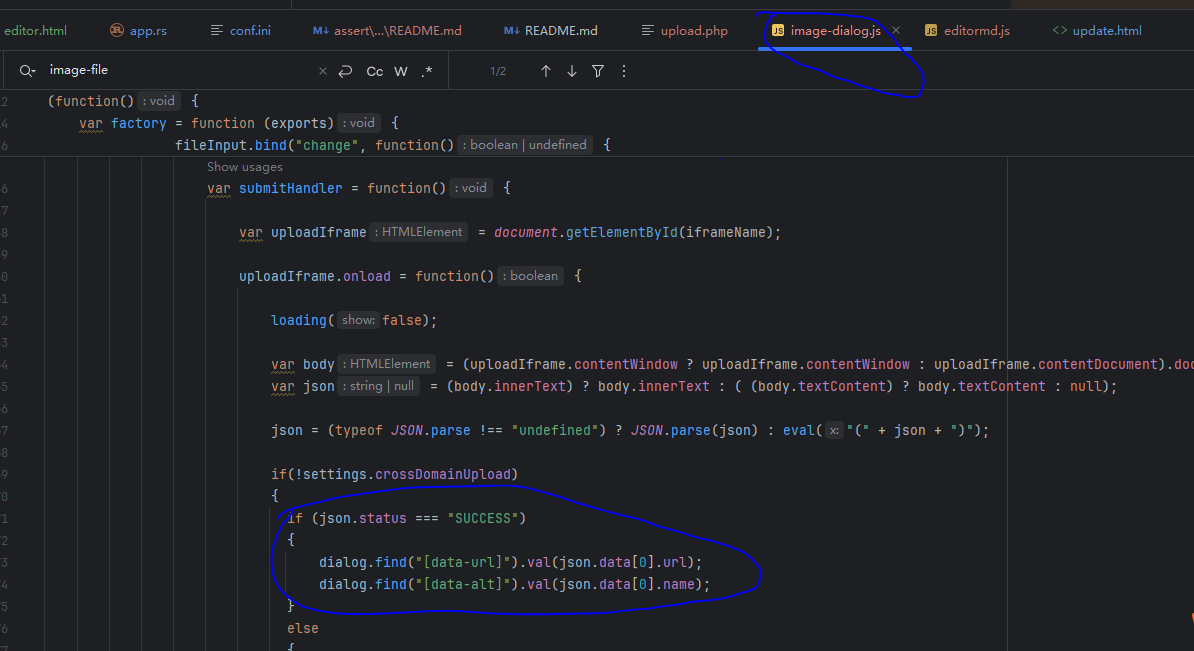 editor.html app.rs conf.ini assert\...\README.md README.md upload.php image-dialog.js editormd.js update.html
image-file Cc W .* 1/2
2 (function() : void {
4 var factory = function (exports) : void {
6 fileInput.bind("change", function() : boolean | undefined {
Show usages
6 var submitHandler = function() : void {
7
8 var uploadIframe : HTMLElement = document.getElementById(iframeName);
9
0 uploadIframe.onload = function() : boolean {
1
2 loading( show: false);
3
4 var body : HTMLElement = (uploadIframe.contentWindow ? uploadIframe.contentWindow : uploadIframe.contentDocument).doc
5 var json : string | null = (body.innerText) ? body.innerText : ( (body.textContent) ? body.textContent : null);
6
7 json = (typeof JSON.parse !== "undefined") ? JSON.parse(json) : eval( x: "(" + json + ")");
8
9 if(!settings.crossDomainUpload)
0 {
1 if (json.status === "SUCCESS")
2 {
3 dialog.find("[data-url]").val(json.data[0].url);
4 dialog.find("[data-alt]").val(json.data[0].name);
5 }
6 else
7 {